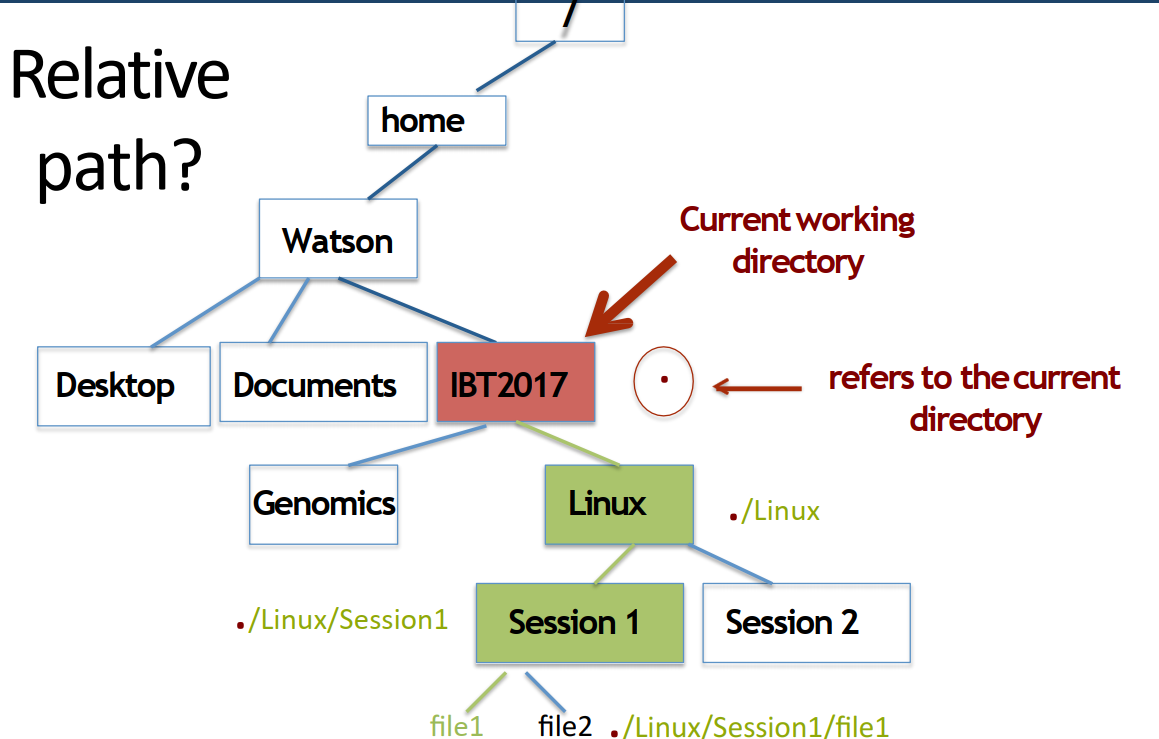 /
Relative
path?
home
Watson
Current working
directory
Desktop
Documents
IBT2017
.
refers to the current
directory
Genomics
Linux
./Linux
./Linux/Session1
Session 1
Session 2
file1
file2
./Linux/Session1/file1